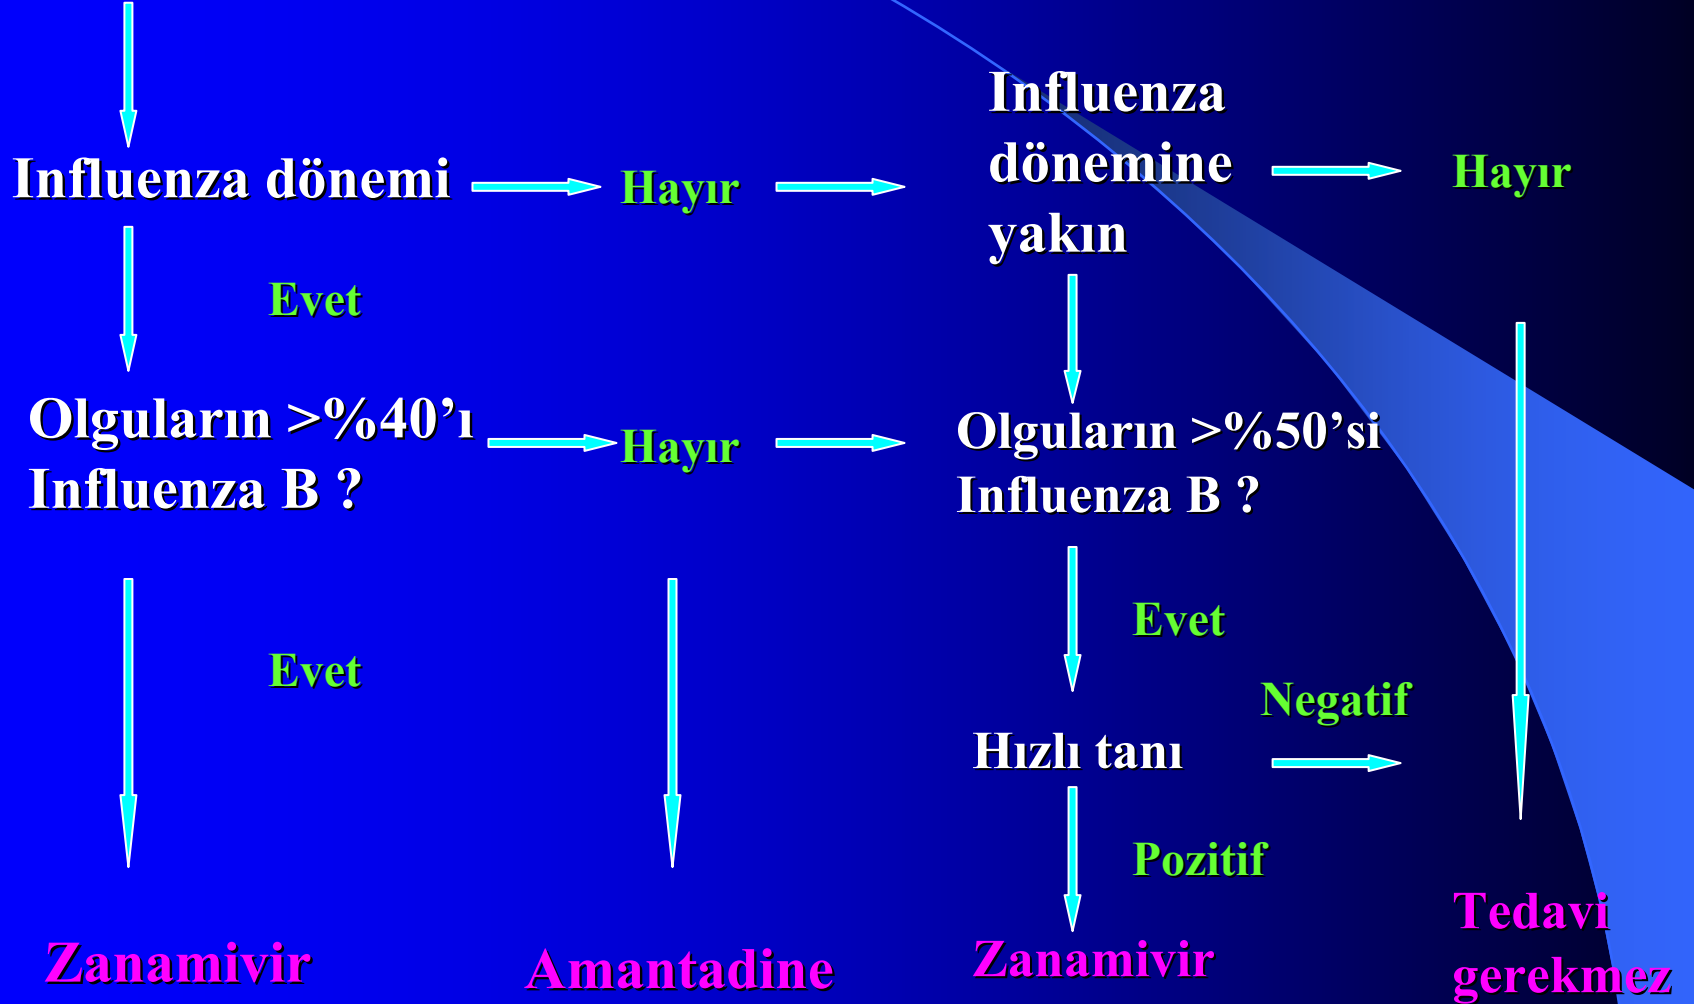 Influenza dönemi
Hayır
Influenza
dönemine
yakın
Hayır
Evet
Olguların >%40’ı
Influenza B ?
Hayır
Olguların >%50’si
Influenza B ?
Evet
Evet
Negatif
Hızlı tanı
Pozitif
Zanamivir
Amantadine
Zanamivir
Tedavi
gerekmez